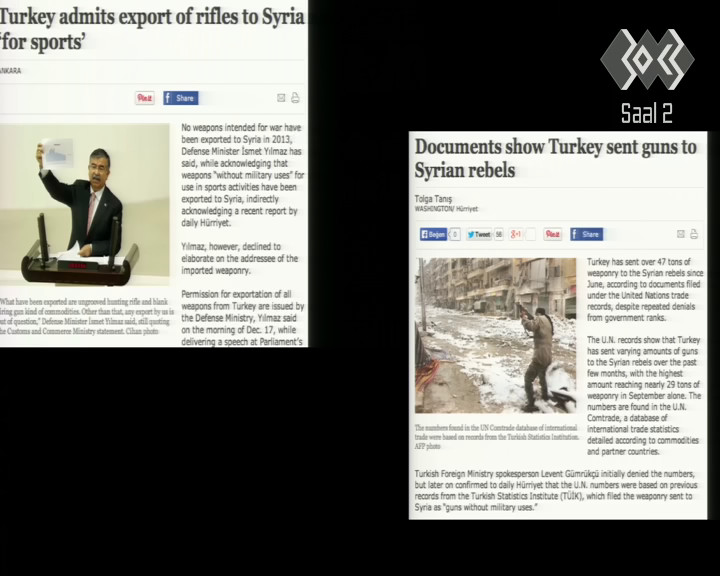 Turkey admits export of rifles to Syria
'for sports'
ANKARA
Pin it
f Share
No weapons intended for war have
been exported to Syria in 2013,
Defense Minister İsmet Yılmaz has
said, while acknowledging that
weapons "without military uses" for
use in sports activities have been
exported to Syria, indirectly
acknowledging a recent report by
daily Hürriyet.
Yılmaz, however, declined to
elaborate on the addressee of the
imported weaponry.
Permission for exportation of all
weapons from Turkey are issued by
the Defense Ministry, Yılmaz said
on the morning of Dec. 17, while
delivering a speech at Parliament's
'What have been exported are ungrooved hunting rifle and blank
firing gun kind of commodities. Other than that, any export by us is
out of question," Defense Minister İsmet Yılmaz said, still quoting
the Customs and Commerce Ministry statement. Cihan photo
Saal 2
Documents show Turkey sent guns to
Syrian rebels
Tolga Tanış
WASHINGTON/ Hürriyet
f Beğen 0
Tweet 98
g+1
Pin it
f Share
Turkey has sent over 47 tons of
weaponry to the Syrian rebels since
June, according to documents filed
under the United Nations trade
records, despite repeated denials
from government ranks.
The U.N. records show that Turkey
has sent varying amounts of guns
to the Syrian rebels over the past
few months, with the highest
amount reaching nearly 29 tons of
weaponry in September alone. The
numbers are found in the U.N.
Comtrade, a database of
international trade statistics
detailed according to commodities
and partner countries.
The numbers found in the UN Comtrade database of international
trade were based on records from the Turkish Statistics Institution.
AFP photo
Turkish Foreign Ministry spokesperson Levent Gümrükçü initially denied the numbers,
but later on confirmed to daily Hürriyet that the U.N. numbers were based on previous
records from the Turkish Statistics Institute (TÜİK), which filed the weaponry sent to
Syria as "guns without military uses."